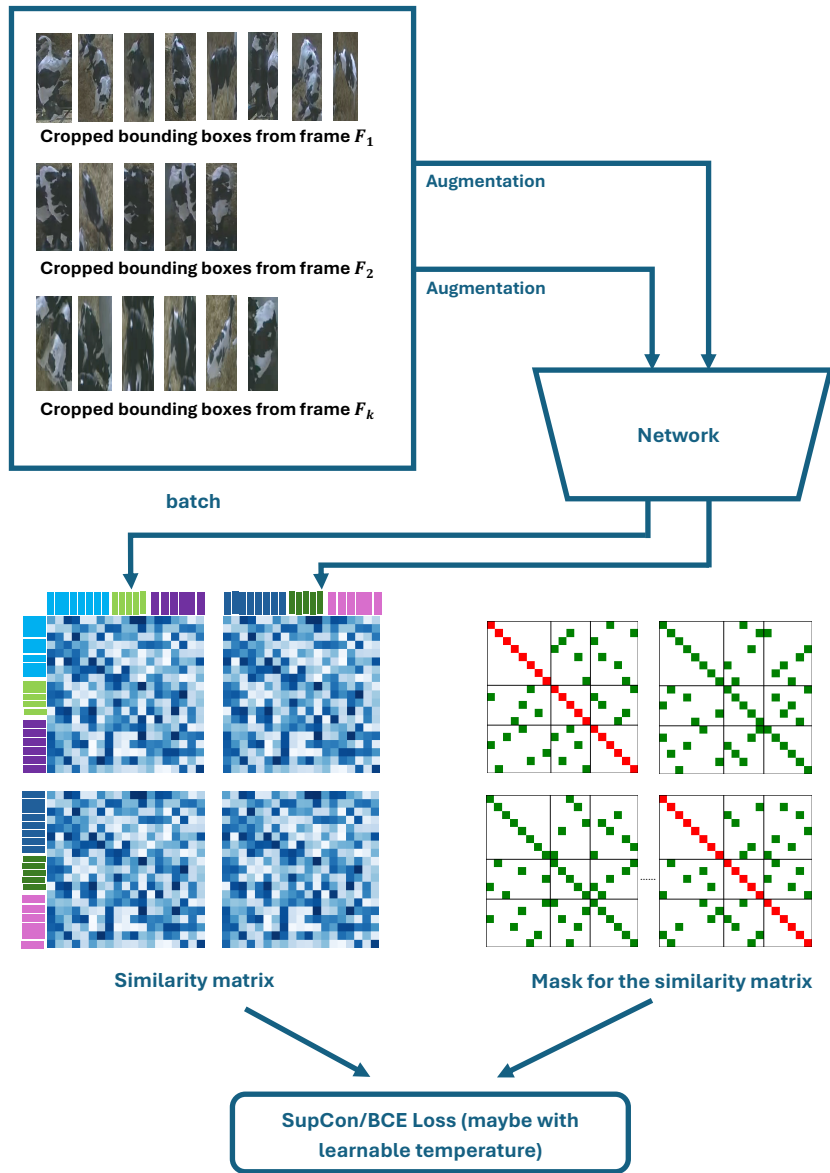 Cropped bounding boxes from frame F₁
Augmentation
Cropped bounding boxes from frame F₂
Augmentation
Cropped bounding boxes from frame Fₖ
Network
batch
Similarity matrix
Mask for the similarity matrix
SupCon/BCE Loss (maybe with
learnable temperature)